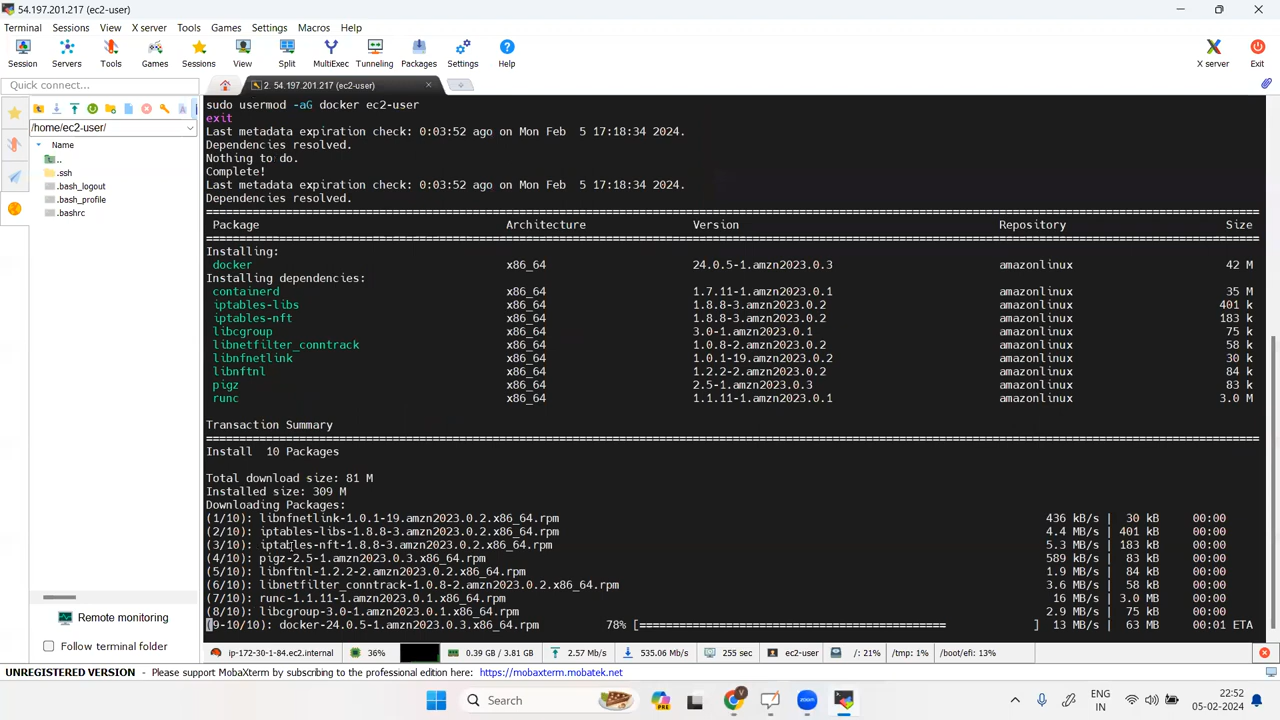 54.197.201.217 (ec2-user)
Terminal Sessions View X server Tools Games Settings Macros Help
Session Servers Tools Games Sessions View Split MultiExec Tunneling Packages Settings Help X server Exit
Quick connect...
2. 54.197.201.217 (ec2-user)
/home/ec2-user/
Name
..
.ssh
.bash_logout
.bash_profile
.bashrc
Remote monitoring
Follow terminal folder
sudo usermod -aG docker ec2-user
exit
Last metadata expiration check: 0:03:52 ago on Mon Feb  5 17:18:34 2024.
Dependencies resolved.
Nothing to do.
Complete!
Last metadata expiration check: 0:03:52 ago on Mon Feb  5 17:18:34 2024.
Dependencies resolved.
Package Architecture Version Repository Size
Installing:
docker x86_64 24.0.5-1.amzn2023.0.3 amazonlinux 42 M
Installing dependencies:
containerd x86_64 1.7.11-1.amzn2023.0.1 amazonlinux 35 M
iptables-libs x86_64 1.8.8-3.amzn2023.0.2 amazonlinux 401 k
iptables-nft x86_64 1.8.8-3.amzn2023.0.2 amazonlinux 183 k
libcgroup x86_64 3.0-1.amzn2023.0.1 amazonlinux 75 k
libnetfilter_conntrack x86_64 1.0.8-2.amzn2023.0.2 amazonlinux 58 k
libnfnetlink x86_64 1.0.1-19.amzn2023.0.2 amazonlinux 30 k
libnftnl x86_64 1.2.2-2.amzn2023.0.2 amazonlinux 84 k
pigz x86_64 2.5-1.amzn2023.0.3 amazonlinux 83 k
runc x86_64 1.1.11-1.amzn2023.0.1 amazonlinux 3.0 M
Transaction Summary
Install  10 Packages
Total download size: 81 M
Installed size: 309 M
Downloading Packages:
(1/10): libnfnetlink-1.0.1-19.amzn2023.0.2.x86_64.rpm 436 kB/s | 30 kB 00:00
(2/10): iptables-libs-1.8.8-3.amzn2023.0.2.x86_64.rpm 4.4 MB/s | 401 kB 00:00
(3/10): iptables-nft-1.8.8-3.amzn2023.0.2.x86_64.rpm 5.3 MB/s | 183 kB 00:00
(4/10): pigz-2.5-1.amzn2023.0.3.x86_64.rpm 589 kB/s | 83 kB 00:00
(5/10): libnftnl-1.2.2-2.amzn2023.0.2.x86_64.rpm 1.9 MB/s | 84 kB 00:00
(6/10): libnetfilter_conntrack-1.0.8-2.amzn2023.0.2.x86_64.rpm 3.6 MB/s | 58 kB 00:00
(7/10): runc-1.1.11-1.amzn2023.0.1.x86_64.rpm 16 MB/s | 3.0 MB 00:00
(8/10): libcgroup-3.0-1.amzn2023.0.1.x86_64.rpm 2.9 MB/s | 75 kB 00:00
(9-10/10): docker-24.0.5-1.amzn2023.0.3.x86_64.rpm 78% [============================================== ] 13 MB/s | 63 MB 00:01 ETA
ip-172-30-1-84.ec2.internal 36% 0.39 GB / 3.81 GB 2.57 Mb/s 535.06 Mb/s 255 sec ec2-user /: 21% /tmp: 1% /boot/efi: 13%
UNREGISTERED VERSION - Please support MobaXterm by subscribing to the professional edition here: https://mobaxterm.mobatek.net
Search PRE V ENG IN 22:52 05-02-2024